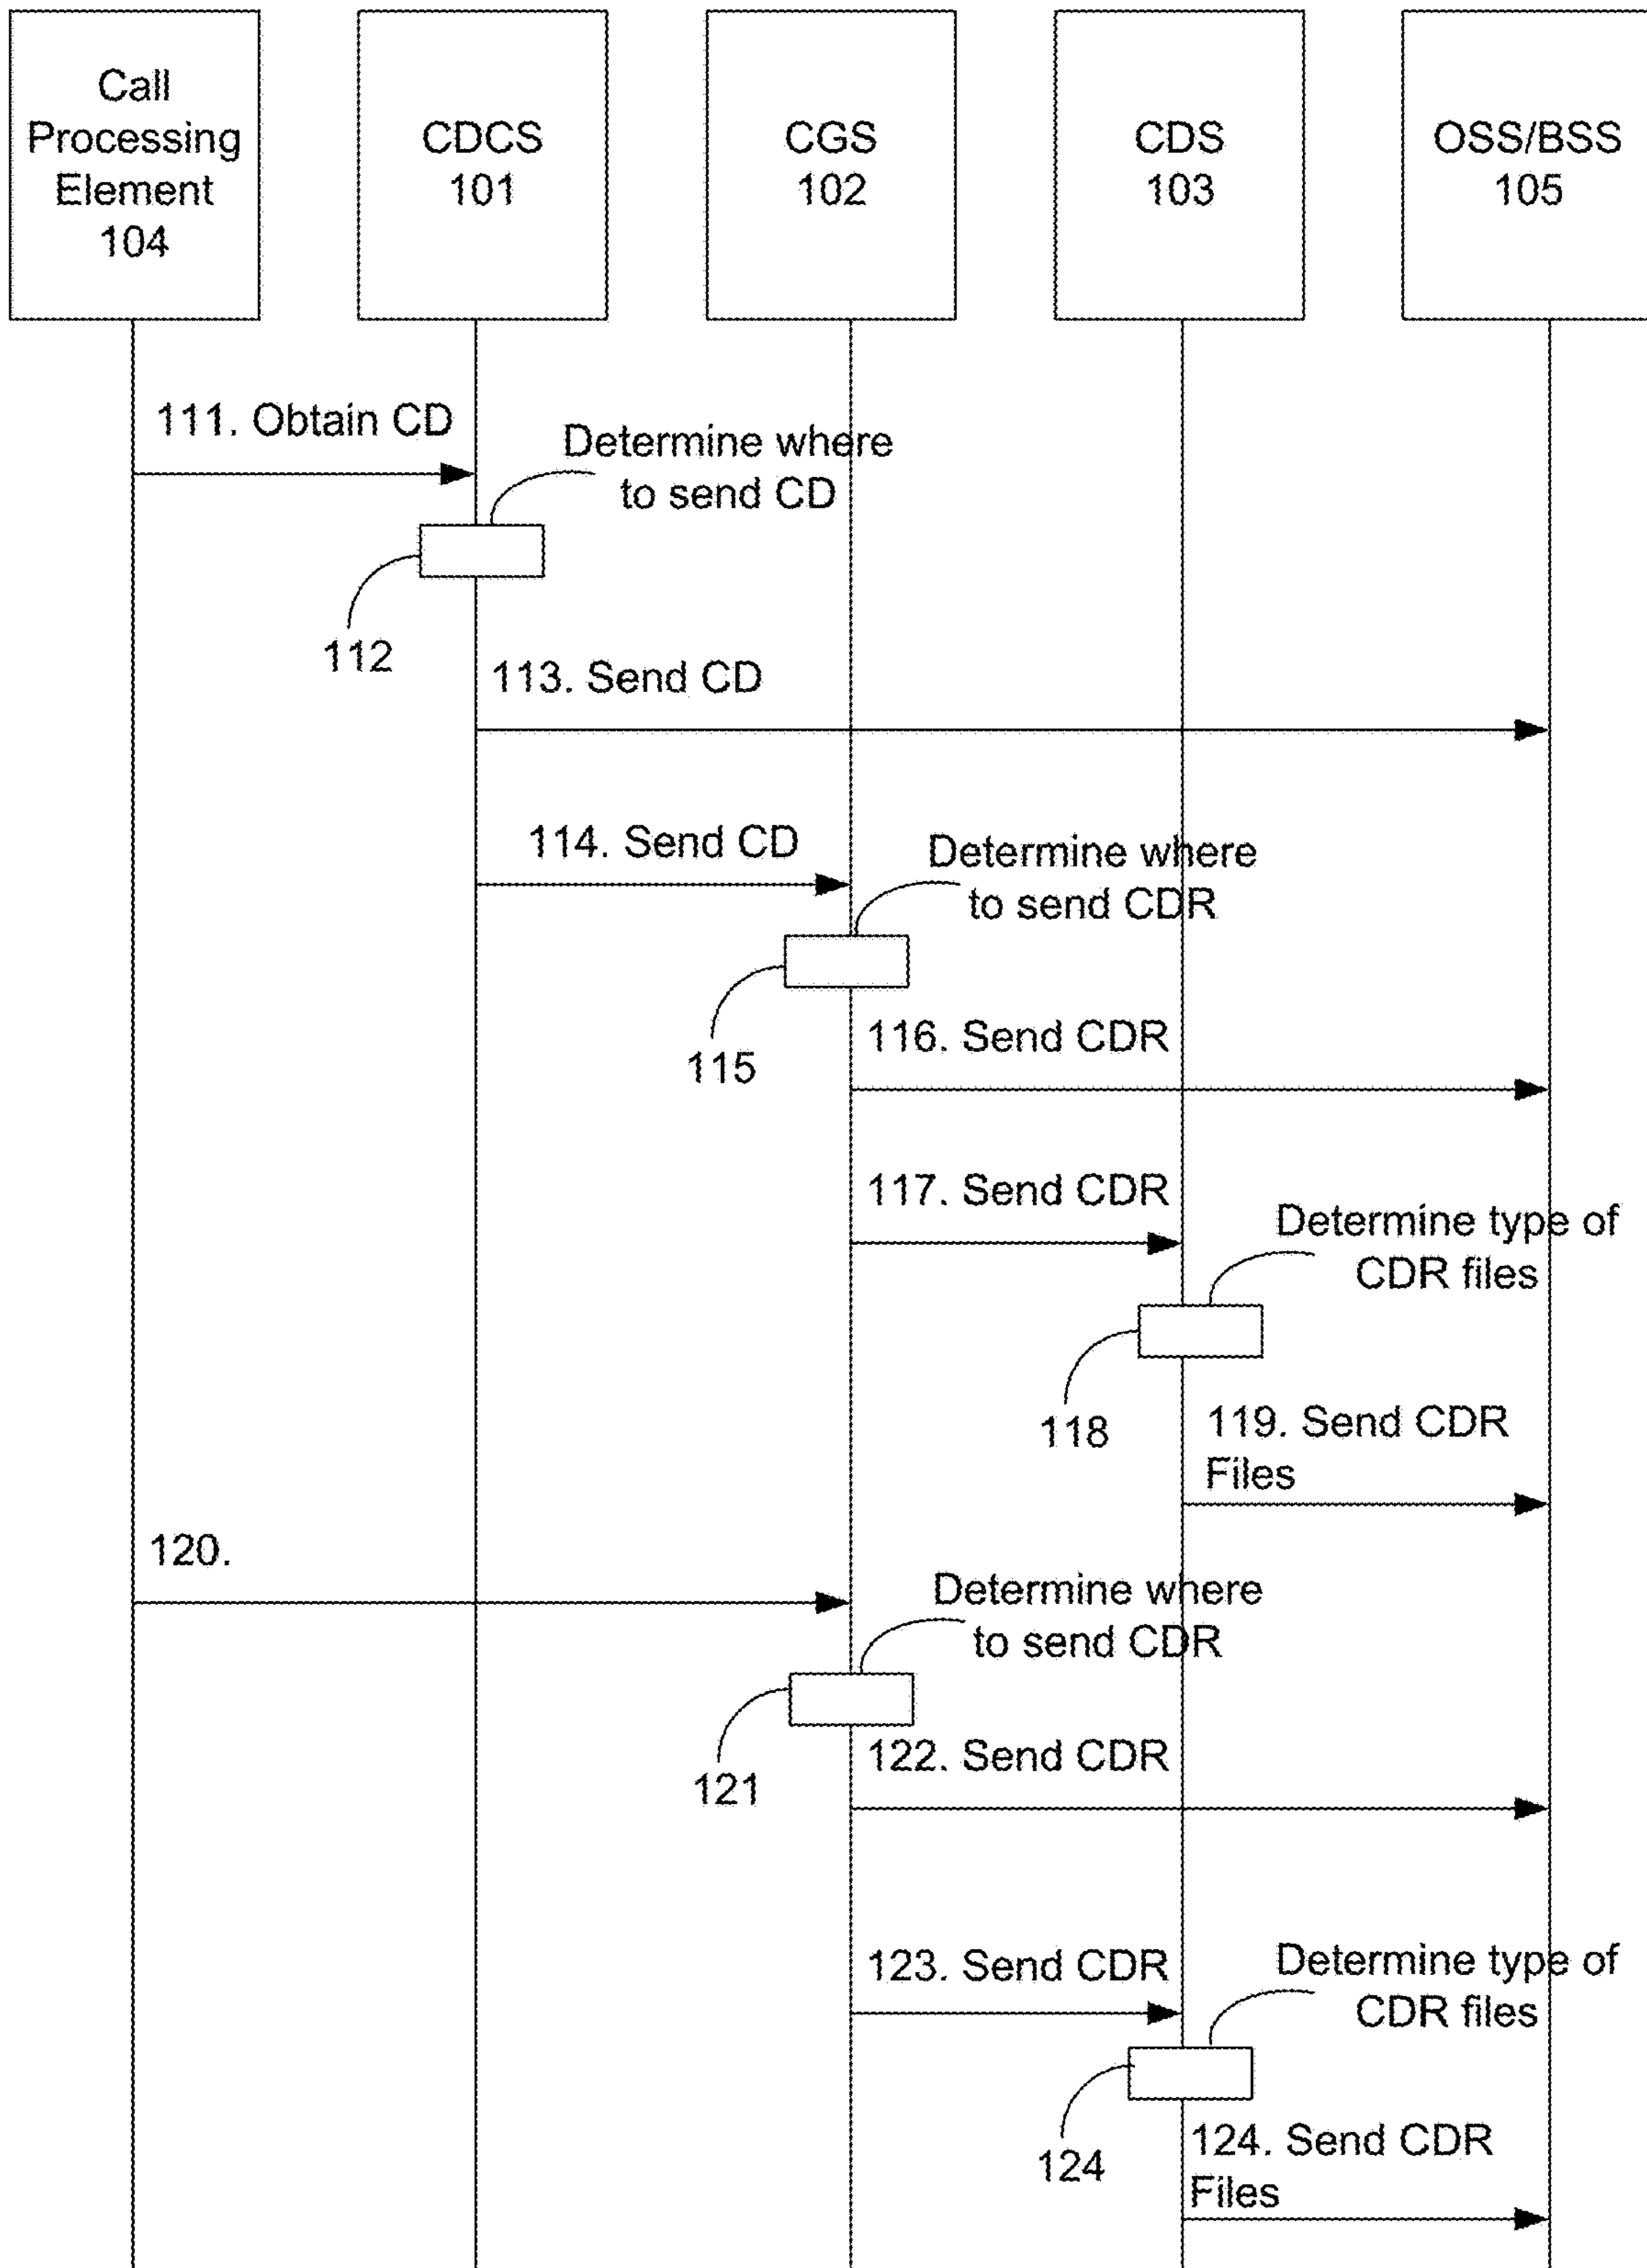 Call
Processing
Element
104
CDCS
101
CGS
102
CDS
103
OSS/BSS
105
111. Obtain CD
Determine where
to send CD
112
113. Send CD
114. Send CD
Determine where
to send CDR
115
116. Send CDR
117. Send CDR
Determine type of
CDR files
118
119. Send CDR
Files
120.
Determine where
to send CDR
121
122. Send CDR
123. Send CDR
Determine type of
CDR files
124
124. Send CDR
Files